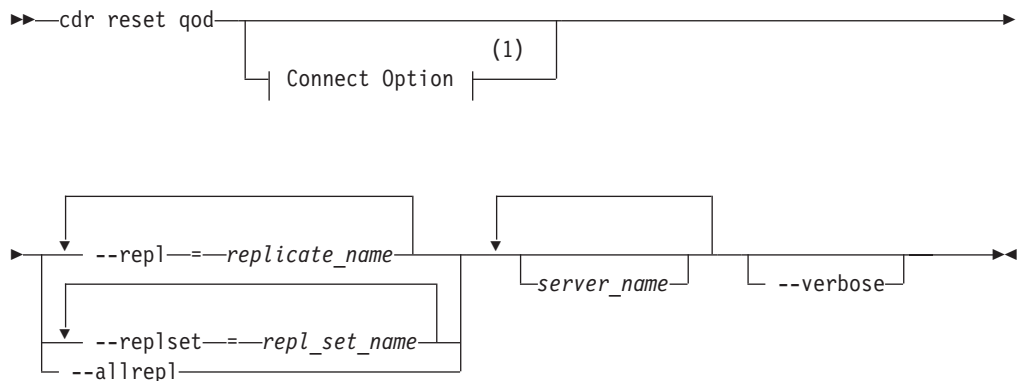 cdr reset qod
(1)
Connect Option
--repl = replicate_name
server_name
--verbose
--replset = repl_set_name
--allrepl